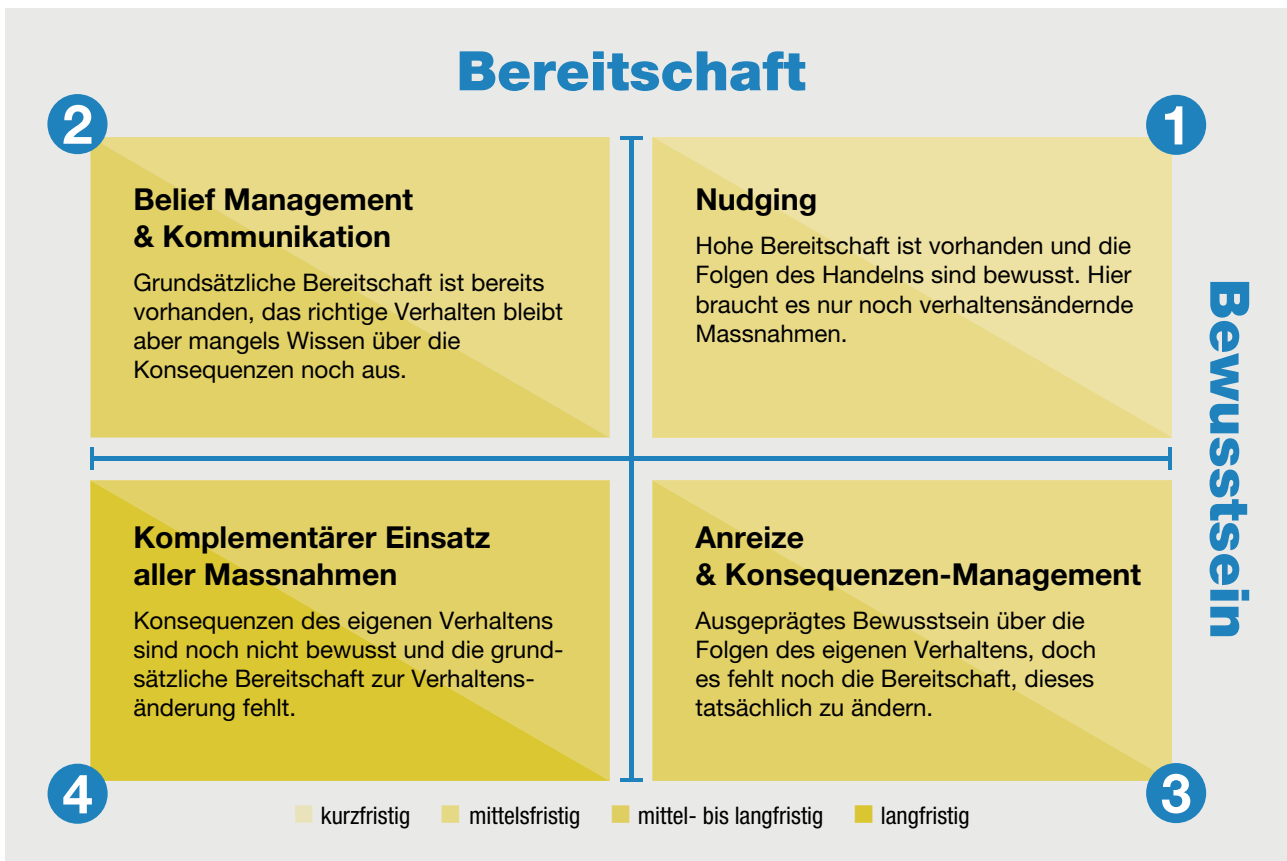 Bereitschaft
2
Belief Management
& Kommunikation
Grundsätzliche Bereitschaft ist bereits
vorhanden, das richtige Verhalten bleibt
aber mangels Wissen über die
Konsequenzen noch aus.
1
Nudging
Hohe Bereitschaft ist vorhanden und die
Folgen des Handelns sind bewusst. Hier
braucht es nur noch verhaltensändernde
Massnahmen.
Bewusstsein
Komplementärer Einsatz
aller Massnahmen
Konsequenzen des eigenen Verhaltens
sind noch nicht bewusst und die grund-
sätzliche Bereitschaft zur Verhaltens-
änderung fehlt.
4
Anreize
& Konsequenzen-Management
Ausgeprägtes Bewusstsein über die
Folgen des eigenen Verhaltens, doch
es fehlt noch die Bereitschaft, dieses
tatsächlich zu ändern.
3
kurzfristig mittelsfristig mittel- bis langfristig langfristig